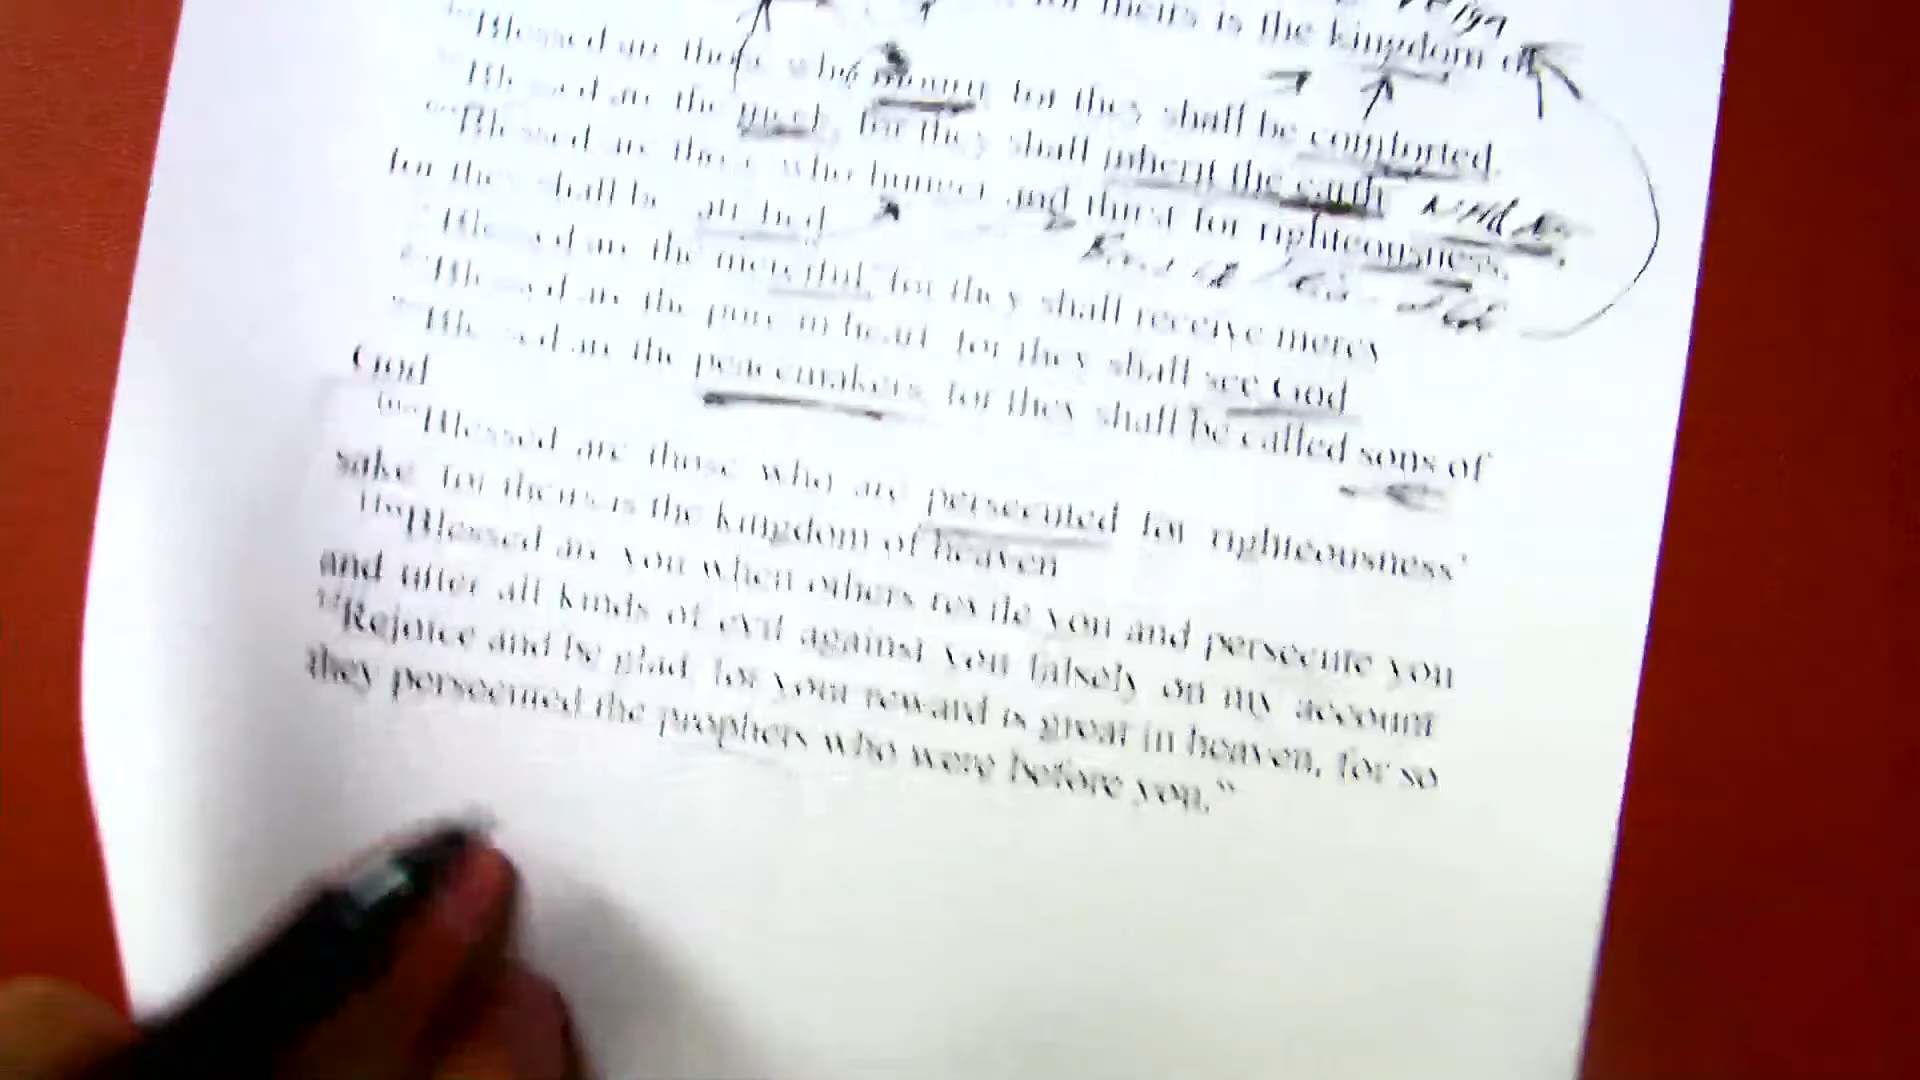 for theirs is the kingdom of
"Blessed are those who mourn, for they shall be comforted.
"Blessed are the meek, for they shall inherit the earth.
"Blessed are those who hunger and thirst for righteousness,
for they shall be satisfied.
"Blessed are the merciful, for they shall receive mercy
"Blessed are the pure in heart for they shall see God
"Blessed are the peacemakers, for they shall be called sons of
God
10 "Blessed are those who are persecuted for righteousness'
sake for theirs is the kingdom of heaven
11 "Blessed are you when others revile you and persecute you
and utter all kinds of evil against you falsely on my account
12 "Rejoice and be glad, for your reward is great in heaven, for so
they persecuted the prophets who were before you."